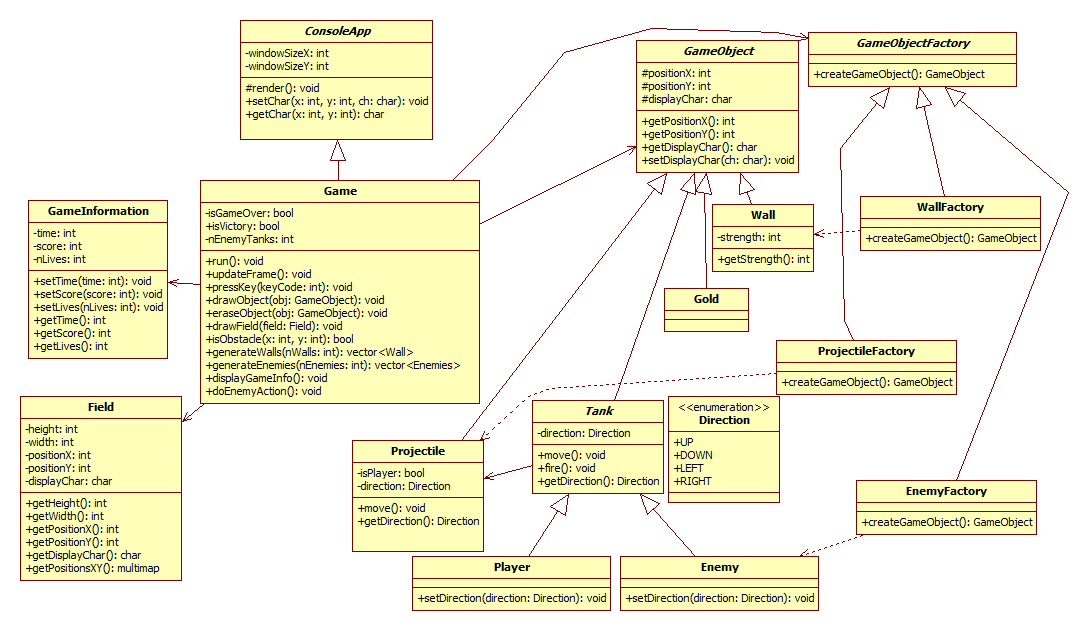 ConsoleApp
-windowSizeX: int
-windowSizeY: int
#render(): void
+setChar(x: int, y: int, ch: char): void
+getChar(x: int, y: int): char
GameObject
#positionX: int
#positionY: int
#displayChar: char
+getPositionX(): int
+getPositionY(): int
+getDisplayChar(): char
+setDisplayChar(ch: char): void
GameObjectFactory
+createGameObject(): GameObject
Game
-isGameOver: bool
+isVictory: bool
-nEnemyTanks: int
+run(): void
+updateFrame(): void
+pressKey(keyCode: int): void
+drawObject(obj: GameObject): void
+eraseObject(obj: GameObject): void
+drawField(field: Field): void
+isObstacle(x: int, y: int): bool
+generateWalls(nWalls: int): vector<Wall>
+generateEnemies(nEnemies: int): vector<Enemies>
+displayGameInfo(): void
+doEnemyAction(): void
GameInformation
-time: int
-score: int
-nLives: int
+setTime(time: int): void
+setScore(score: int): void
+setLives(nLives: int): void
+getTime(): int
+getScore(): int
+getLives(): int
Wall
-strength: int
+getStrength(): int
WallFactory
+createGameObject(): GameObject
Gold
ProjectileFactory
+createGameObject(): GameObject
Field
-height: int
-width: int
-positionX: int
-positionY: int
-displayChar: char
+getHeight(): int
+getWidth(): int
+getPositionX(): int
+getPositionY(): int
+getDisplayChar(): char
+getPositionsXY(): multimap
Projectile
-isPlayer: bool
-direction: Direction
+move(): void
+getDirection(): Direction
Tank
-direction: Direction
+move(): void
+fire(): void
+getDirection(): Direction
<<enumeration>>
Direction
+UP
+DOWN
+LEFT
+RIGHT
EnemyFactory
+createGameObject(): GameObject
Player
+setDirection(direction: Direction): void
Enemy
+setDirection(direction: Direction): void